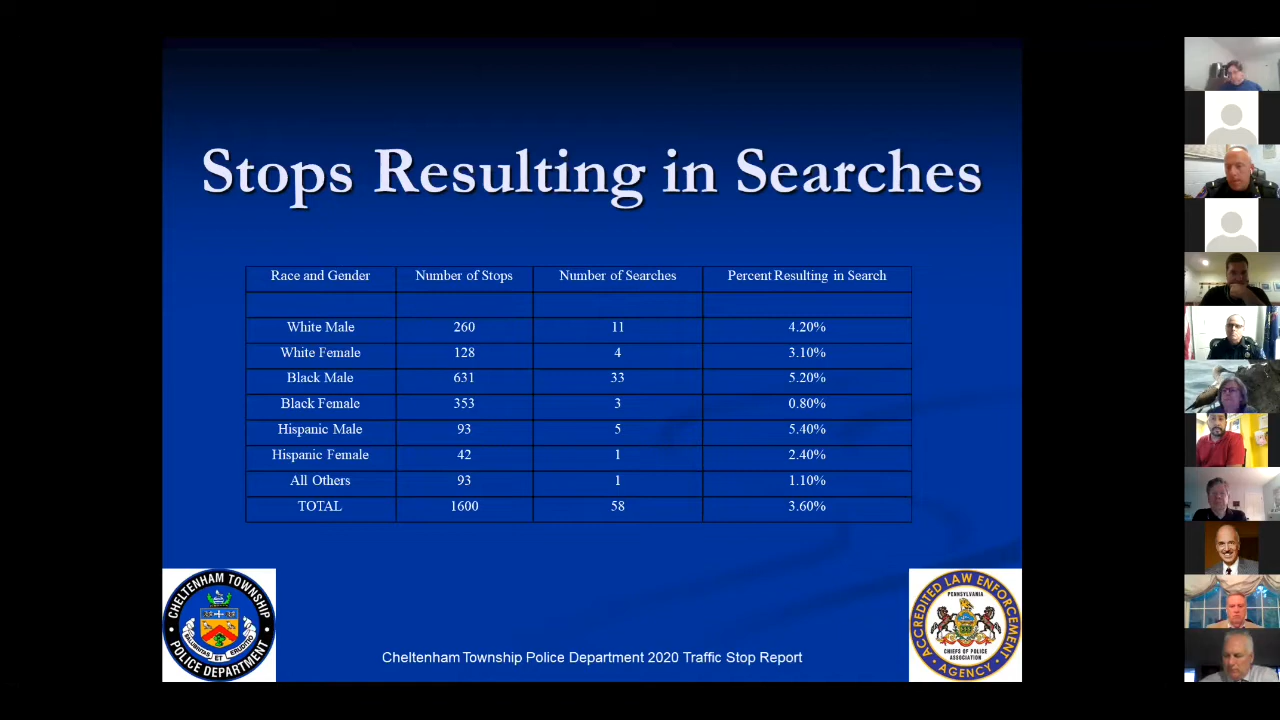 Stops Resulting in Searches
Race and Gender Number of Stops Number of Searches Percent Resulting in Search
White Male 260 11 4.20%
White Female 128 4 3.10%
Black Male 631 33 5.20%
Black Female 353 3 0.80%
Hispanic Male 93 5 5.40%
Hispanic Female 42 1 2.40%
All Others 93 1 1.10%
TOTAL 1600 58 3.60%
CHELTENHAM TOWNSHIP
POLICE DEPARTMENT
ACCREDITED LAW ENFORCEMENT
AGENCY
PENNSYLVANIA
CHIEFS OF POLICE
ASSOCIATION
Cheltenham Township Police Department 2020 Traffic Stop Report